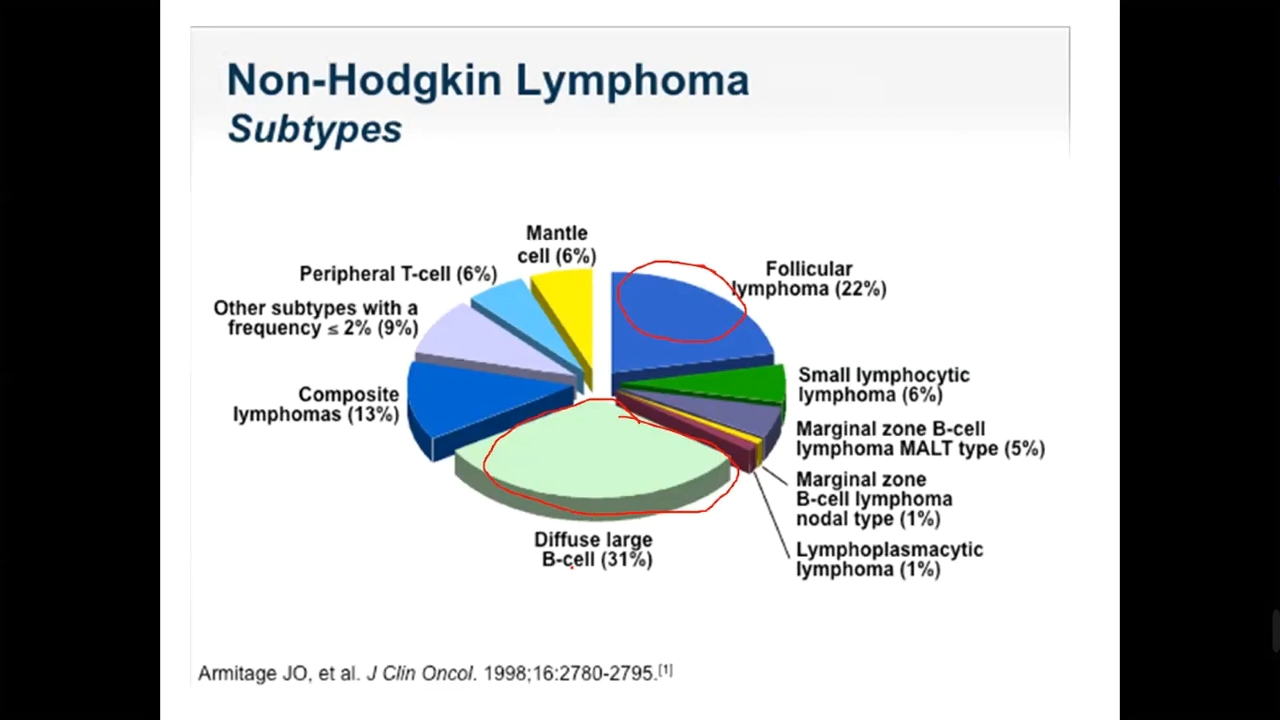 Non-Hodgkin Lymphoma
Subtypes
Mantle
cell (6%)
Peripheral T-cell (6%)
Other subtypes with a
frequency ≤ 2% (9%)
Composite
lymphomas (13%)
Follicular
lymphoma (22%)
Small lymphocytic
lymphoma (6%)
Marginal zone B-cell
lymphoma MALT type (5%)
Marginal zone
B-cell lymphoma
nodal type (1%)
Lymphoplasmacytic
lymphoma (1%)
Diffuse large
B-cell (31%)
Armitage JO, et al. J Clin Oncol. 1998;16:2780-2795.[1]